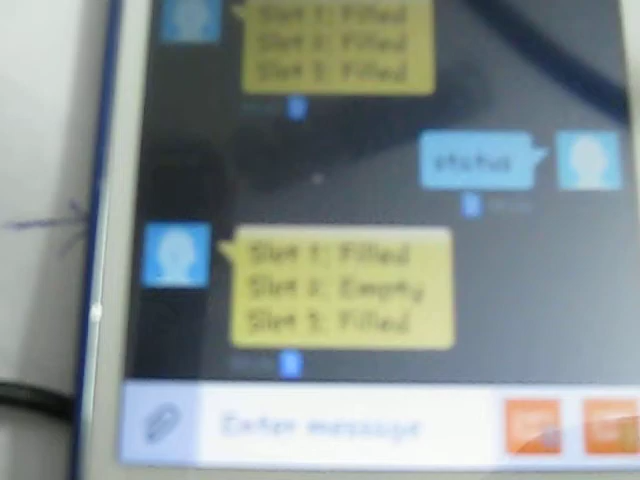 Slot 1: Filled
Slot 2: Filled
Slot 3: Filled
status
Slot 1: Filled
Slot 2: Empty
Slot 3: Filled
Enter message